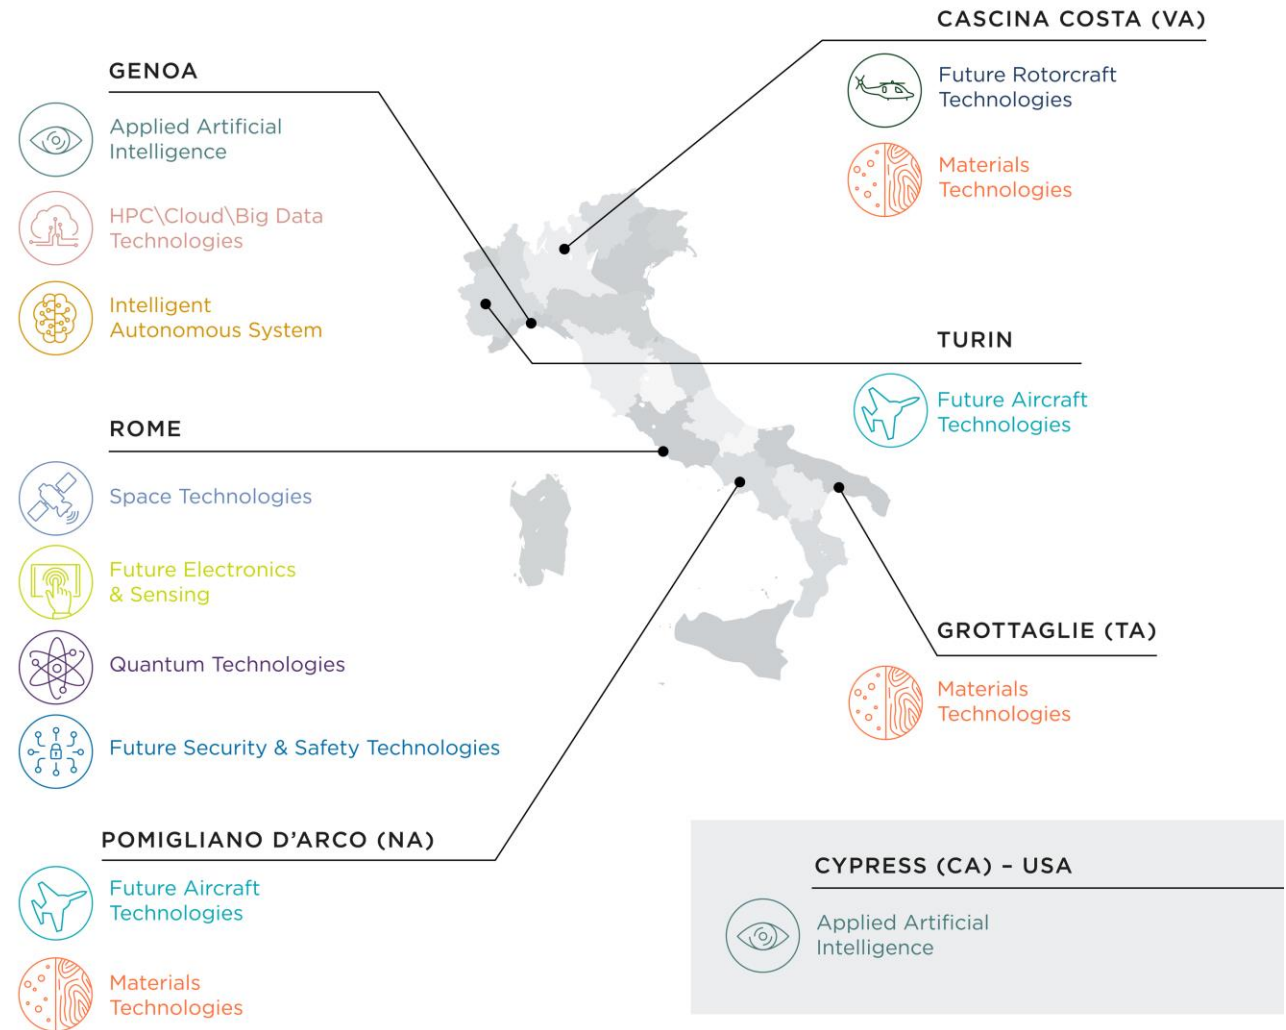 GENOA
Applied Artificial
Intelligence
HPC\Cloud\Big Data
Technologies
Intelligent
Autonomous System
ROME
Space Technologies
Future Electronics
& Sensing
Quantum Technologies
Future Security & Safety Technologies
POMIGLIANO D’ARCO (NA)
Future Aircraft
Technologies
Materials
Technologies
CASCINA COSTA (VA)
Future Rotorcraft
Technologies
Materials
Technologies
TURIN
Future Aircraft
Technologies
GROTTAGLIE (TA)
Materials
Technologies
CYPRESS (CA) – USA
Applied Artificial
Intelligence